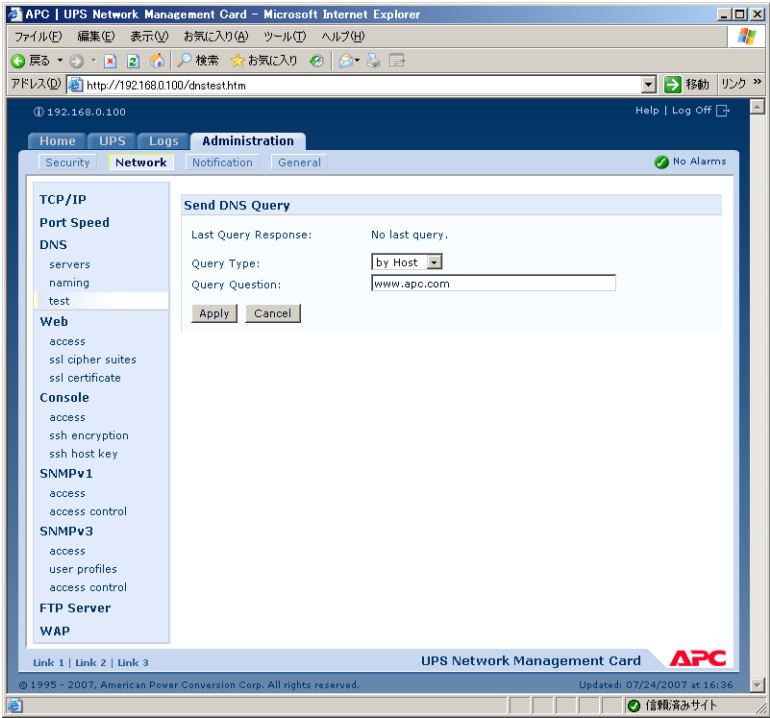 APC | UPS Network Management Card - Microsoft Internet Explorer
ファイル(F) 編集(E) 表示(V) お気に入り(A) ツール(T) ヘルプ(H)
戻る 検索 お気に入り
アドレス(D) http://192.168.0.100/dnstest.htm 移動 リンク »
192.168.0.100 Help | Log Off
Home UPS Logs Administration
Security Network Notification General No Alarms
TCP/IP
Port Speed
DNS
servers
naming
test
Web
access
ssl cipher suites
ssl certificate
Console
access
ssh encryption
ssh host key
SNMPv1
access
access control
SNMPv3
access
user profiles
access control
FTP Server
WAP
Send DNS Query
Last Query Response: No last query.
Query Type: by Host
Query Question: www.apc.com
Apply Cancel
Link 1 | Link 2 | Link 3
UPS Network Management Card APC
© 1995 - 2007, American Power Conversion Corp. All rights reserved. Updated: 07/24/2007 at 16:36
信頼済みサイト